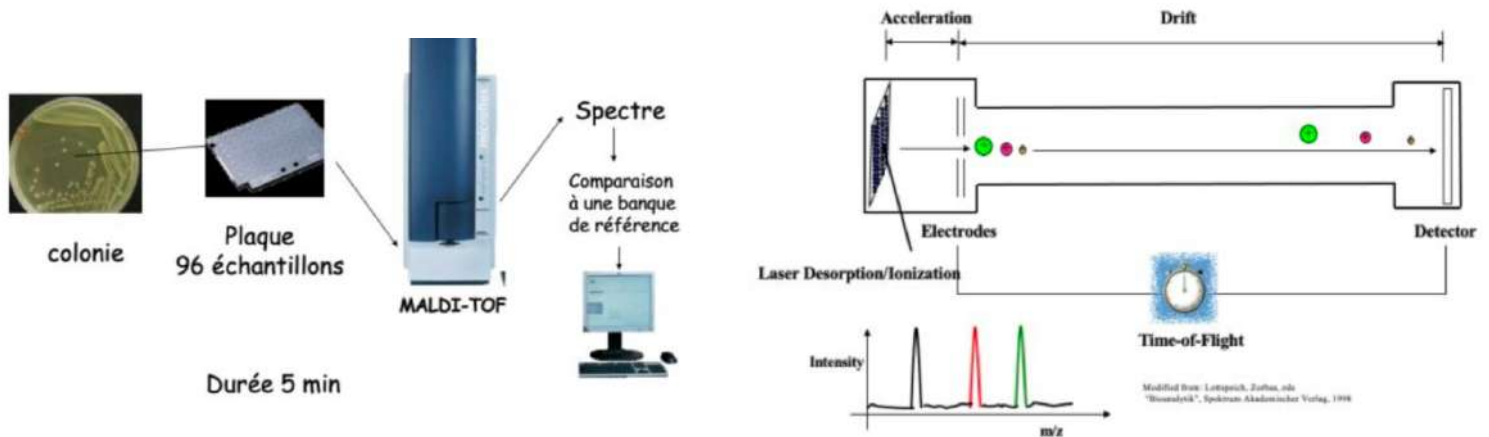 colonie
Plaque
96 échantillons
MALDI-TOF
Spectre
Comparaison
à une banque
de référence
Durée 5 min
Acceleration
Drift
Electrodes
Detector
Laser Desorption/Ionization
Time-of-Flight
Intensity
m/z
Modified from: Lottspeich, Zorbas, eds
"Bioanalytik", Spektrum Akademischer Verlag, 1998